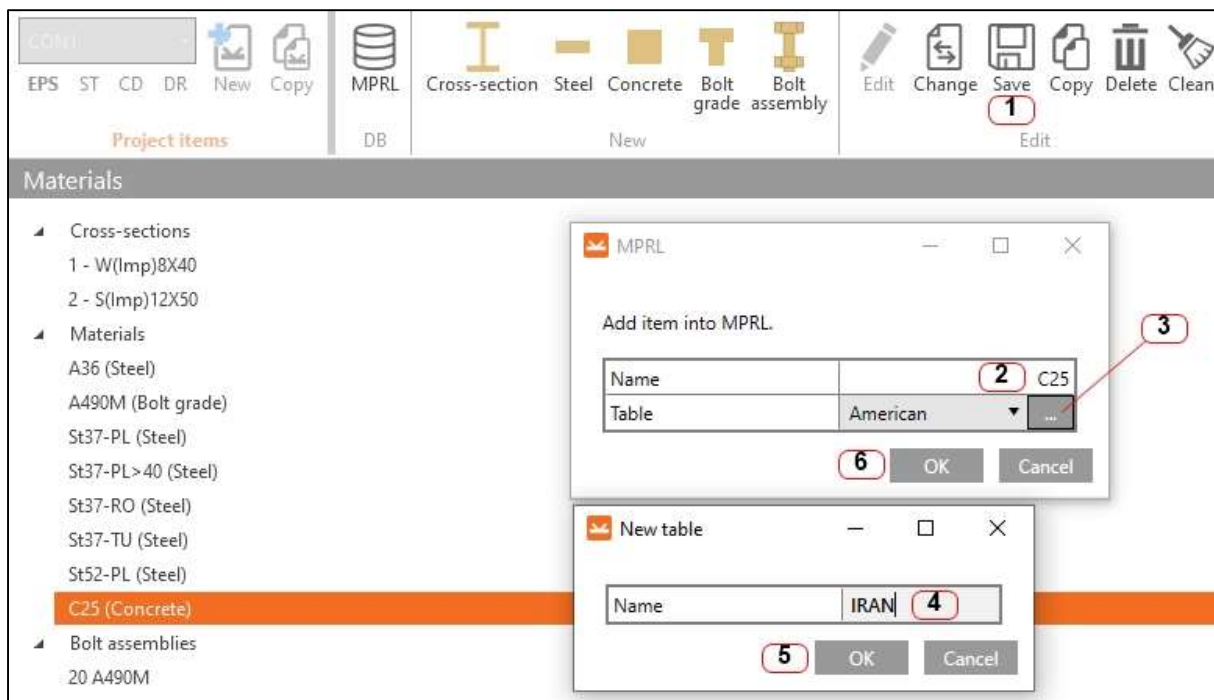 CON1
EPS ST CD DR New Copy
Project items
MPRL
DB
Cross-section Steel Concrete Bolt grade Bolt assembly
New
Edit Change Save Copy Delete Clean
1
Edit
Materials
Cross-sections
1 - W(Imp)8X40
2 - S(Imp)12X50
Materials
A36 (Steel)
A490M (Bolt grade)
St37-PL (Steel)
St37-PL>40 (Steel)
St37-RO (Steel)
St37-TU (Steel)
St52-PL (Steel)
C25 (Concrete)
Bolt assemblies
20 A490M
MPRL
Add item into MPRL.
3
Name 2 C25
Table American ...
6 OK Cancel
New table
Name IRAN 4
5 OK Cancel